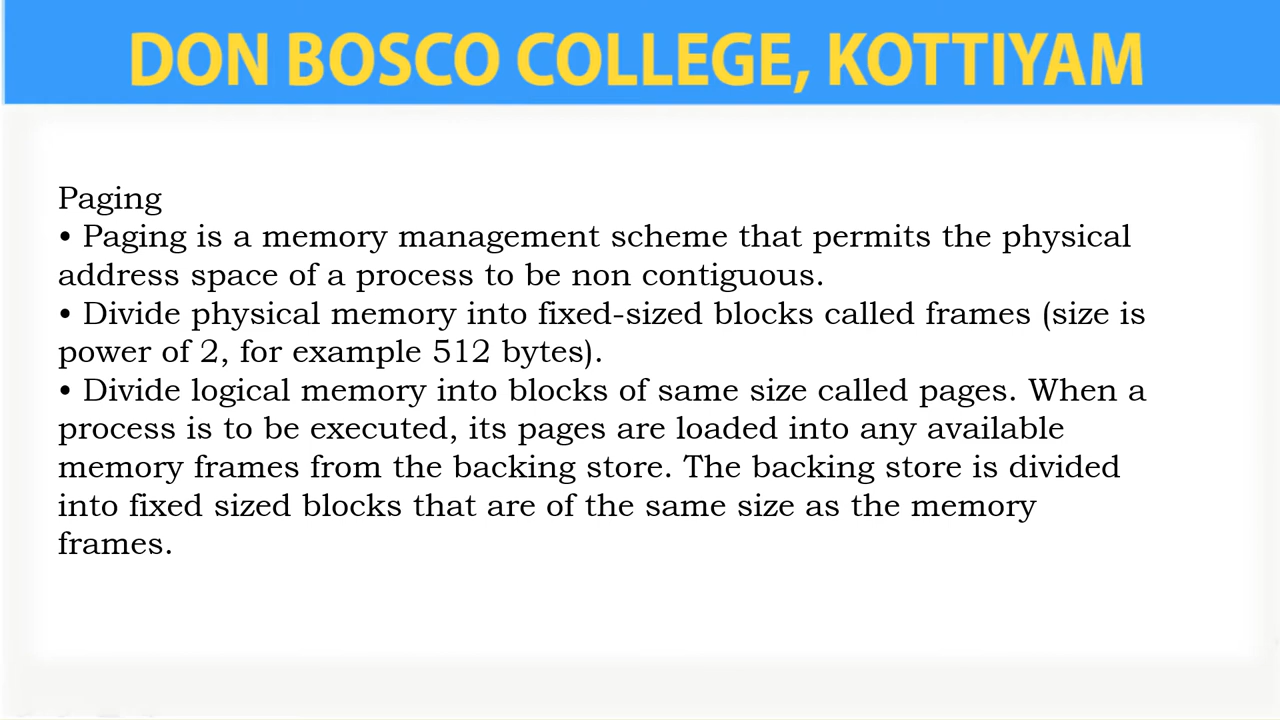 DON BOSCO COLLEGE, KOTTIYAM
Paging
• Paging is a memory management scheme that permits the physical
address space of a process to be non contiguous.
• Divide physical memory into fixed-sized blocks called frames (size is
power of 2, for example 512 bytes).
• Divide logical memory into blocks of same size called pages. When a
process is to be executed, its pages are loaded into any available
memory frames from the backing store. The backing store is divided
into fixed sized blocks that are of the same size as the memory
frames.